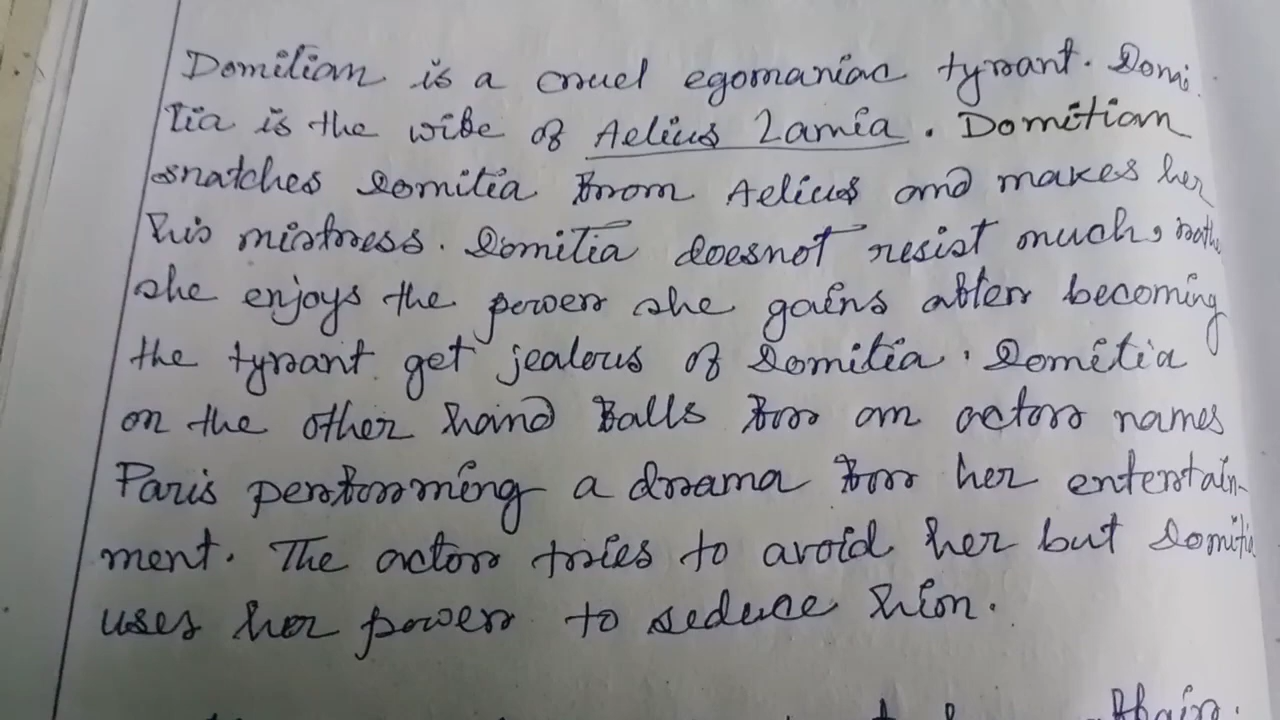 Domitian is a cruel egomaniac tyrant. Domi
tia is the wife of Aelius Lamia. Domitian
snatches Domitia from Aelius and makes her
his mistress. Domitia doesnot resist much, rathe
she enjoys the power she gains after becoming
the tyrant get jealous of Domitia. Domitia
on the other hand falls for an actor names
Paris performing a drama for her entertain-
ment. The actor tries to avoid her but Domitia
uses her power to seduce him.